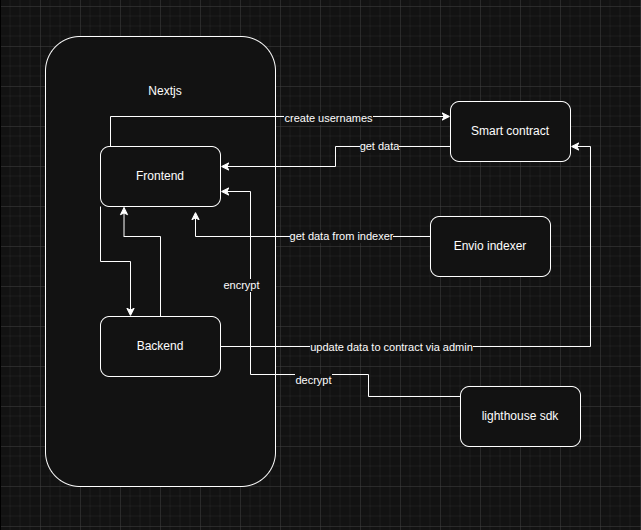 Nextjs
create usernames
Smart contract
get data
Frontend
get data from indexer
Envio indexer
encrypt
Backend
update data to contract via admin
decrypt
lighthouse sdk